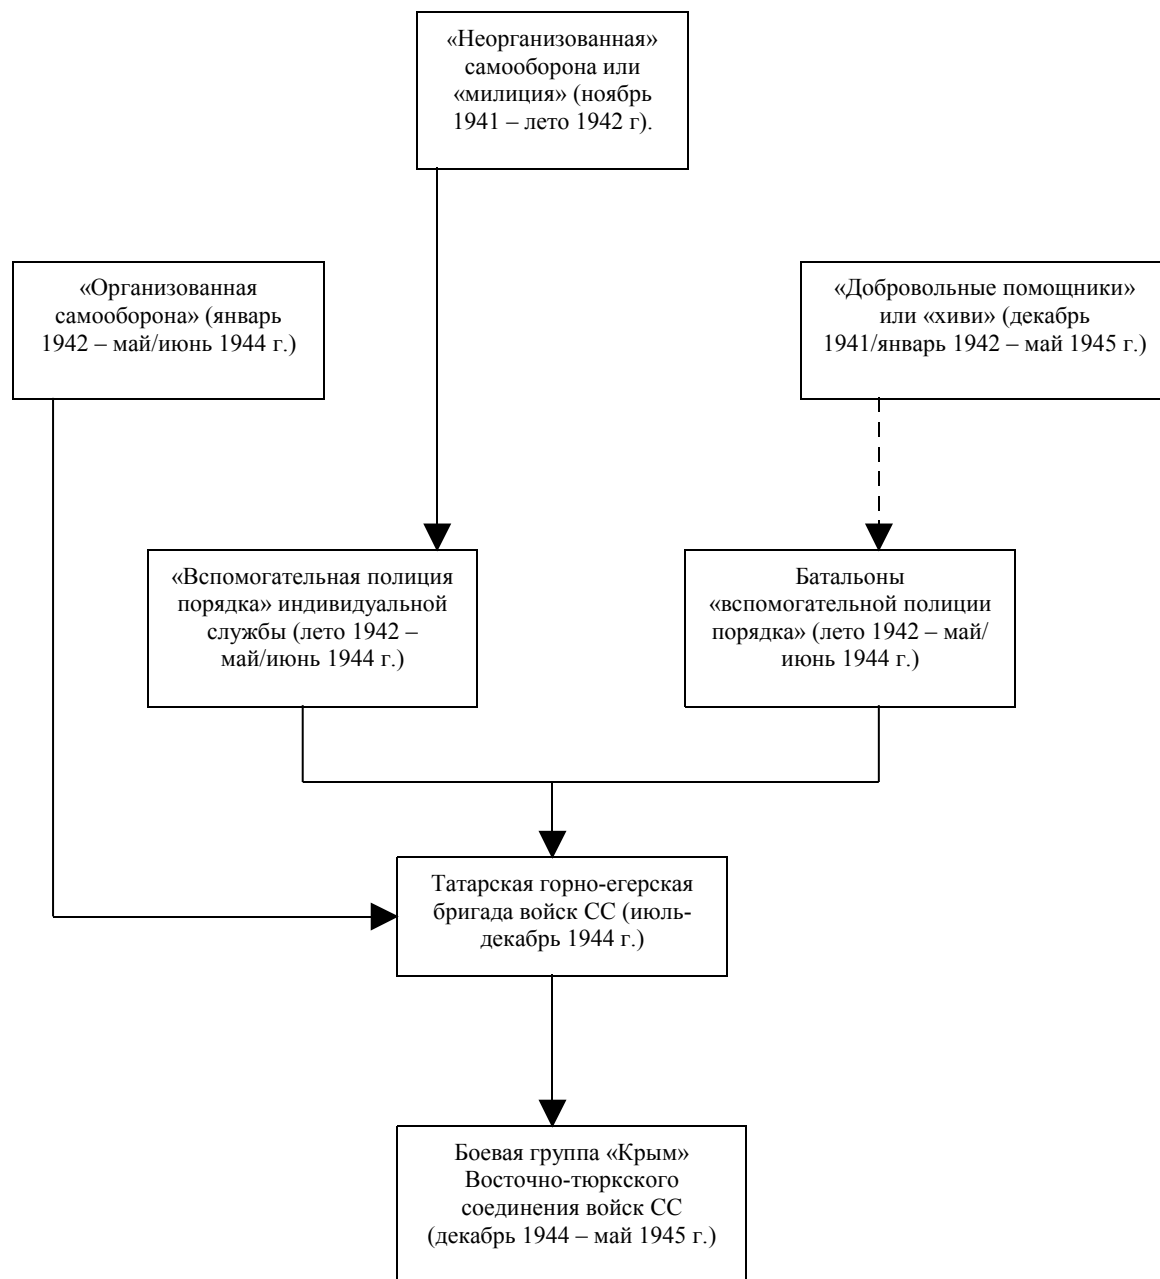 «Неорганизованная»
самооборона или
«милиция» (ноябрь
1941 – лето 1942 г).
«Организованная
самооборона» (январь
1942 – май/июнь 1944 г.)
«Добровольные помощники»
или «хиви» (декабрь
1941/январь 1942 – май 1945 г.)
«Вспомогательная полиция
порядка» индивидуальной
службы (лето 1942 –
май/июнь 1944 г.)
Батальоны
«вспомогательной полиции
порядка» (лето 1942 – май/
июнь 1944 г.)
Татарская горно-егерская
бригада войск СС (июль-
декабрь 1944 г.)
Боевая группа «Крым»
Восточно-тюркского
соединения войск СС
(декабрь 1944 – май 1945 г.)